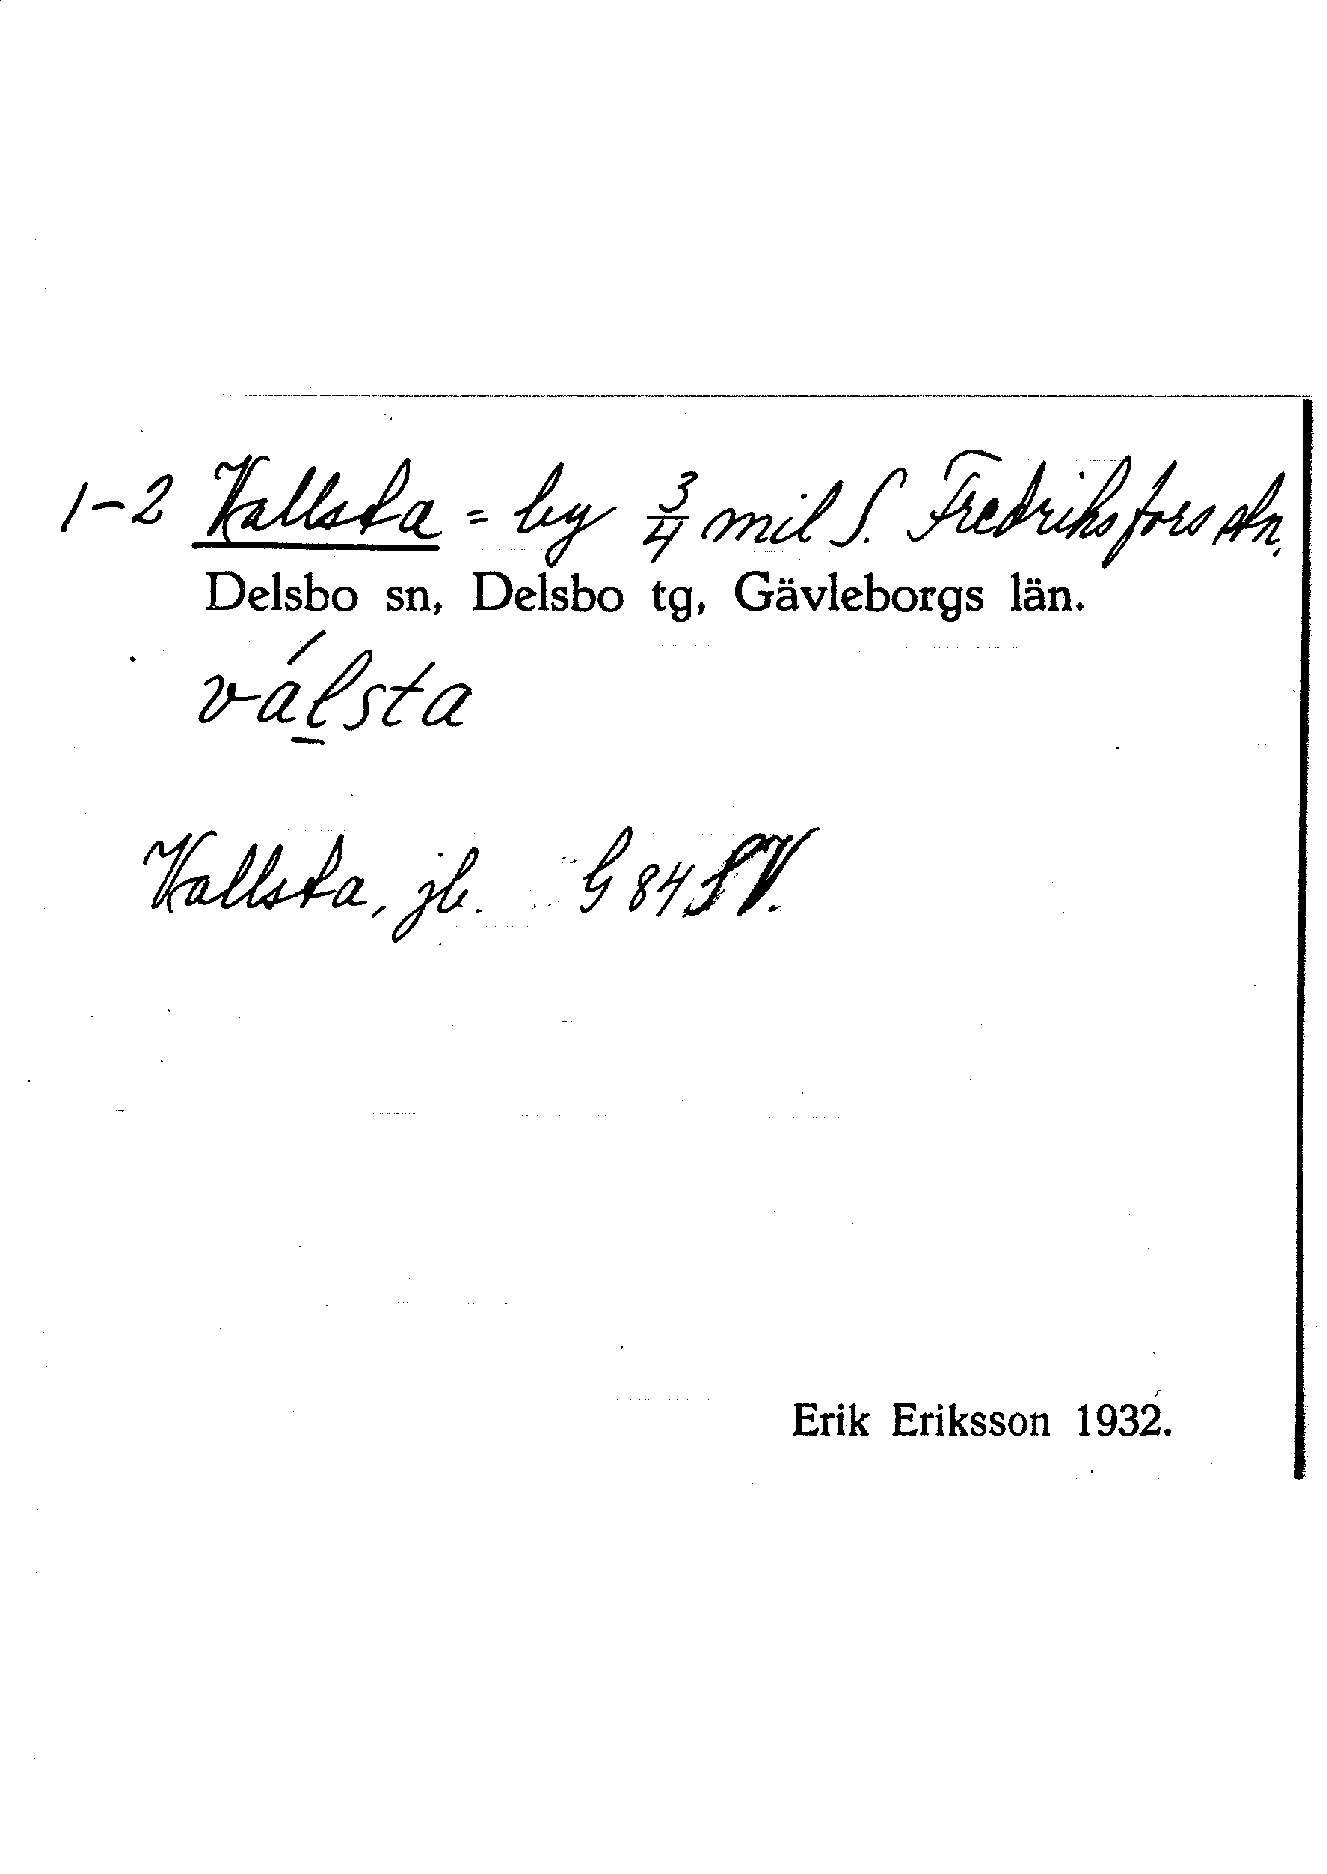 1-2 Vallsta = by 3/4 mil S. Fredriksfors stn.
Delsbo sn, Delsbo tg, Gävleborgs län.
válsta
Vallsta, jb. G 84 SV.
Erik Eriksson 1932.